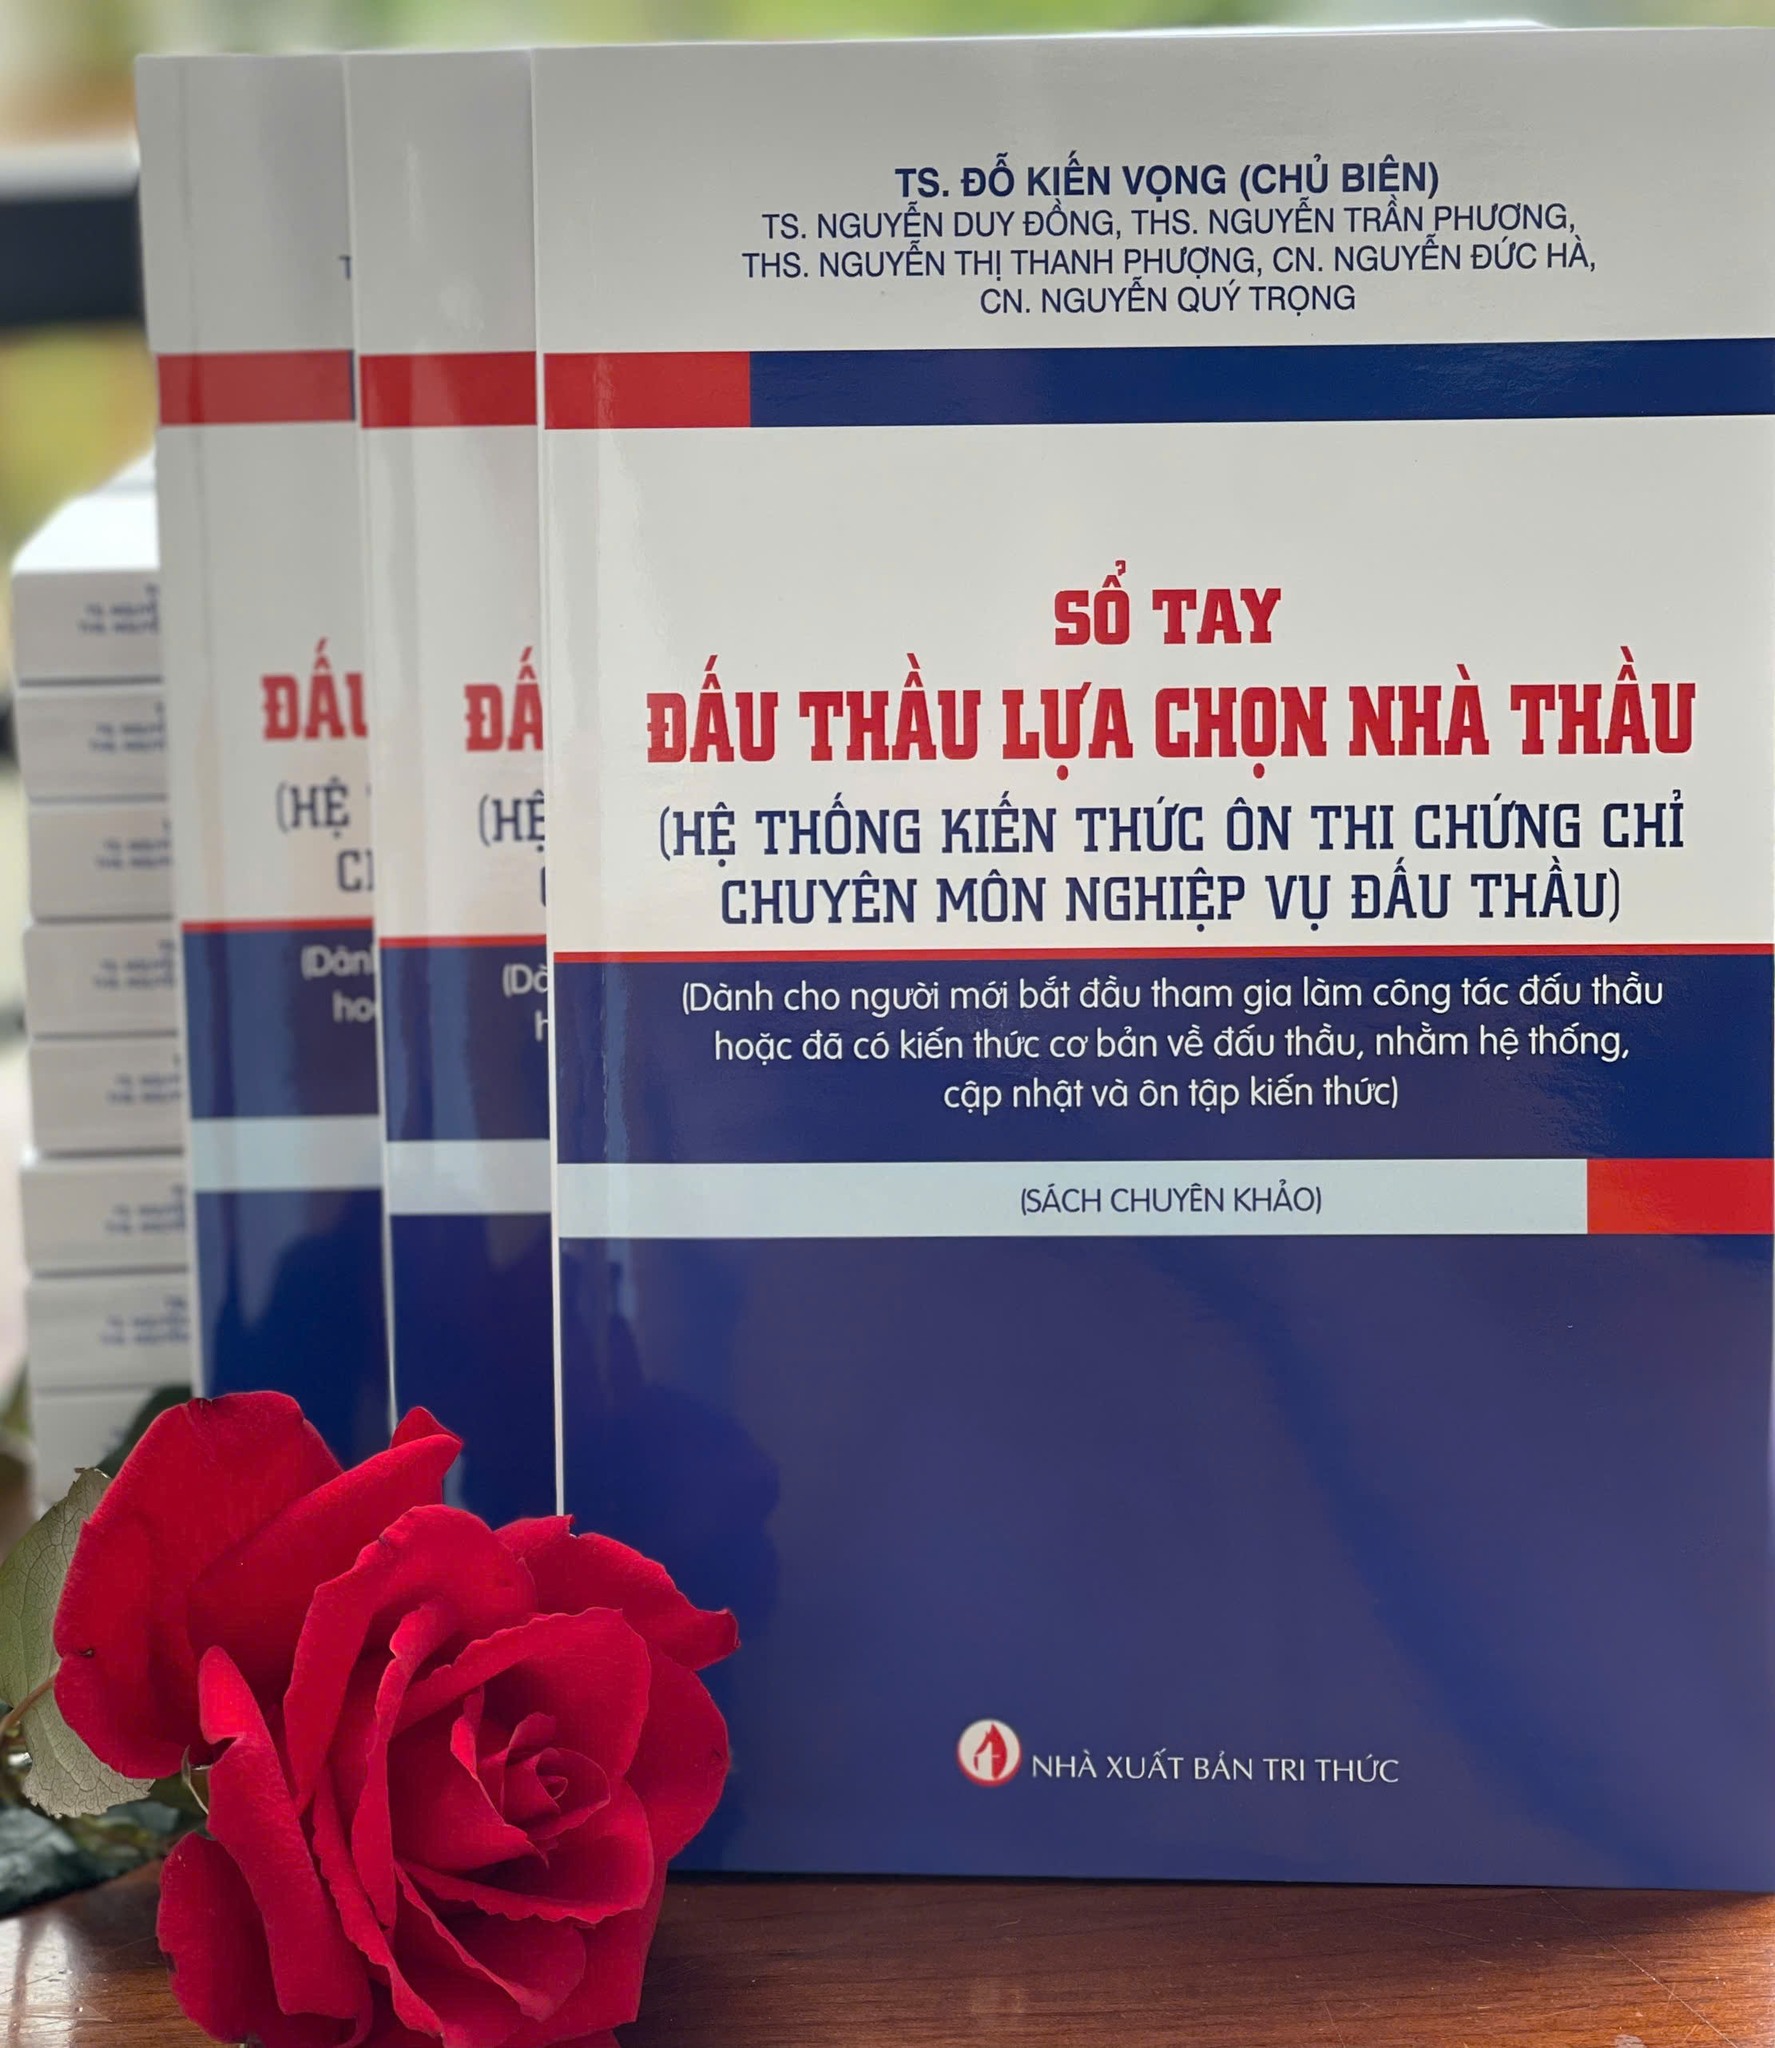 TS. ĐỖ KIẾN VỌNG (CHỦ BIÊN)
TS. NGUYỄN DUY ĐỒNG, THS. NGUYỄN TRẦN PHƯƠNG,
THS. NGUYỄN THỊ THANH PHƯỢNG, CN. NGUYỄN ĐỨC HÀ,
CN. NGUYỄN QUÝ TRỌNG
SỔ TAY
ĐẤU THẦU LỰA CHỌN NHÀ THẦU
(HỆ THỐNG KIẾN THỨC ÔN THI CHỨNG CHỈ
CHUYÊN MÔN NGHIỆP VỤ ĐẤU THẦU)
(Dành cho người mới bắt đầu tham gia làm công tác đấu thầu
hoặc đã có kiến thức cơ bản về đấu thầu, nhằm hệ thống,
cập nhật và ôn tập kiến thức)
(SÁCH CHUYÊN KHẢO)
NHÀ XUẤT BẢN TRI THỨC
ĐẤU
(HỆ
ĐẤ
(HỆ